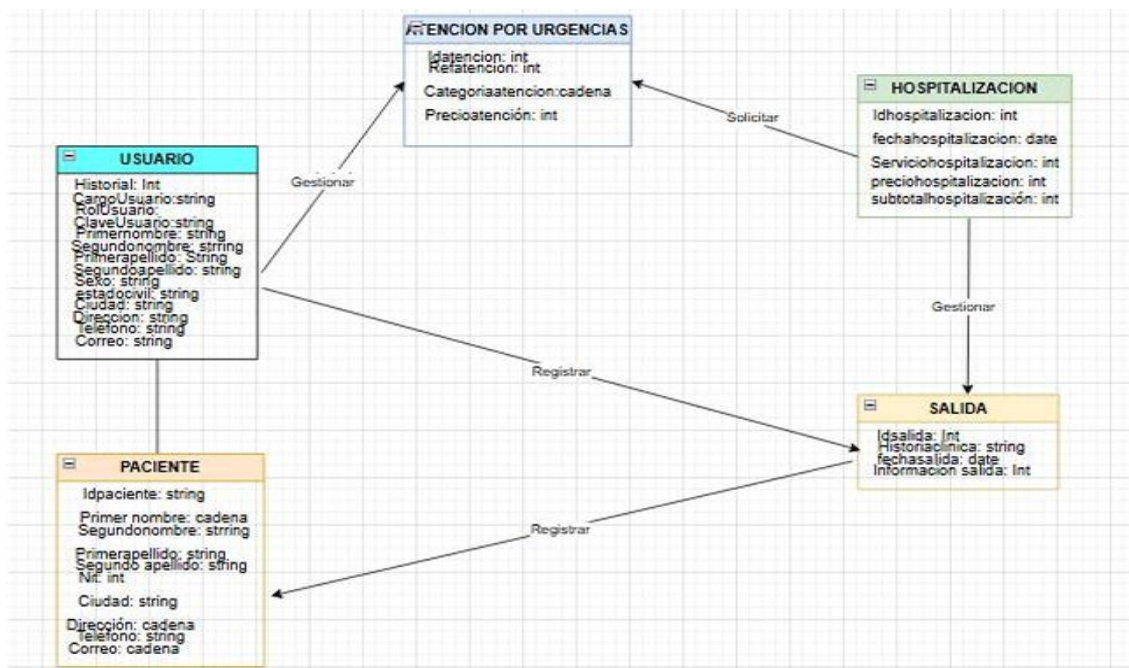 ATENCION POR URGENCIAS
Idatencion: int
Refatencion: int
Categoriaatencion:cadena
Precioatención: int
HOSPITALIZACION
Idhospitalizacion: int
fechahospitalizacion: date
Serviciohospitalizacion: int
preciohospitalizacion: int
subtotalhospitalización: int
Solicitar
USUARIO
Historial: Int
CargoUsuario:string
RolUsuario:
ClaveUsuario:string
Primernombre: string
Segundonombre: strring
Primerapellido: String
Segundoapellido: string
Sexo: string
estadocivil: string
Ciudad: string
Direccion: string
Telefono: string
Correo: string
Gestionar
Gestionar
Registrar
SALIDA
Idsalida: Int
Historiaclinica: string
fechasalida: date
Informacion salida: Int
PACIENTE
Idpaciente: string
Primer nombre: cadena
Segundonombre: strring
Primerapellido: string
Segundo apellido: string
Nit: int
Ciudad: string
Dirección: cadena
Telefono: string
Correo: cadena
Registrar